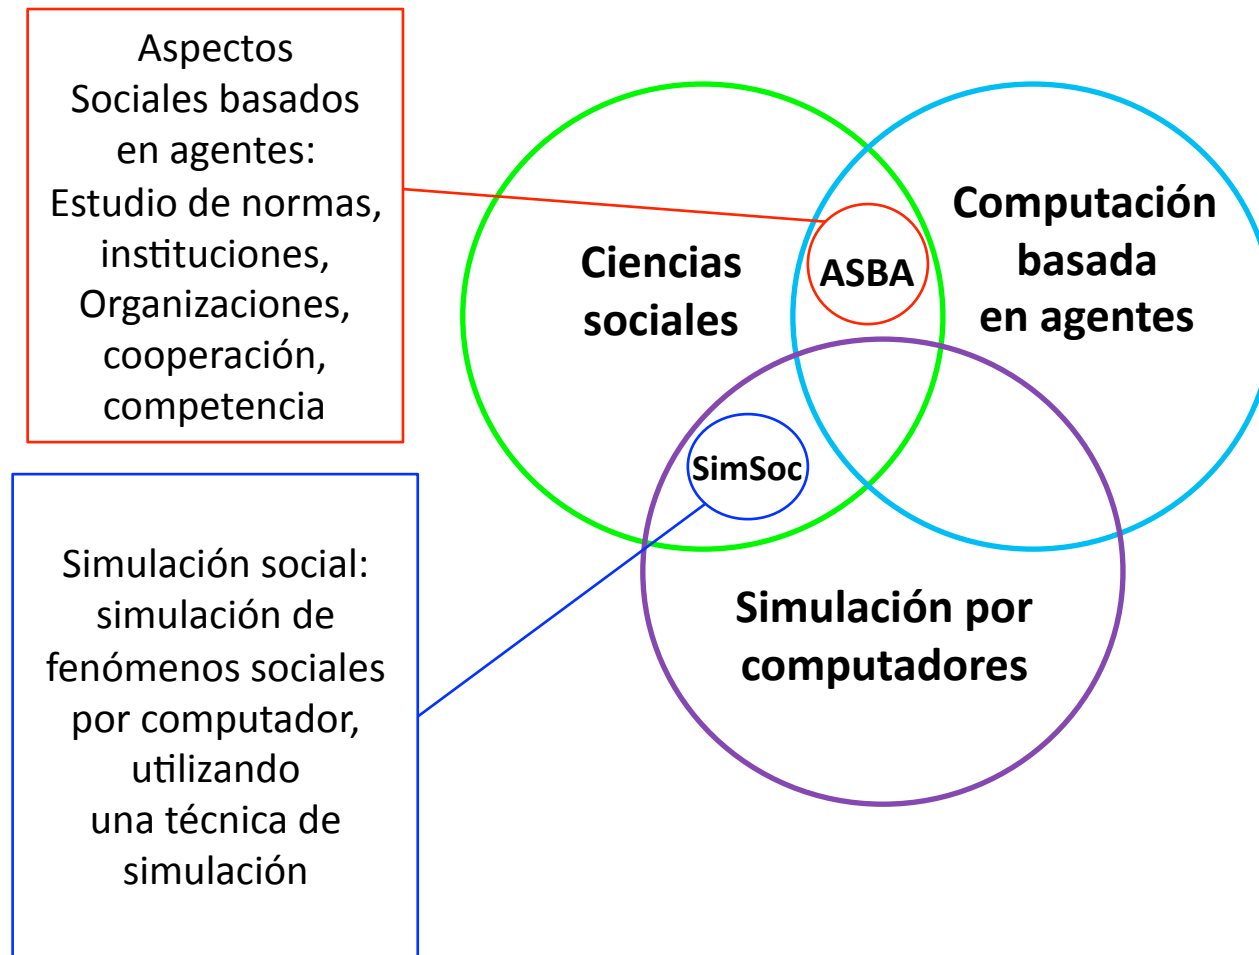 Aspectos
Sociales basados
en agentes:
Estudio de normas,
instituciones,
Organizaciones,
cooperación,
competencia
Simulación social:
simulación de
fenómenos sociales
por computador,
utilizando
una técnica de
simulación
Ciencias
sociales
ASBA
Computación
basada
en agentes
SimSoc
Simulación por
computadores